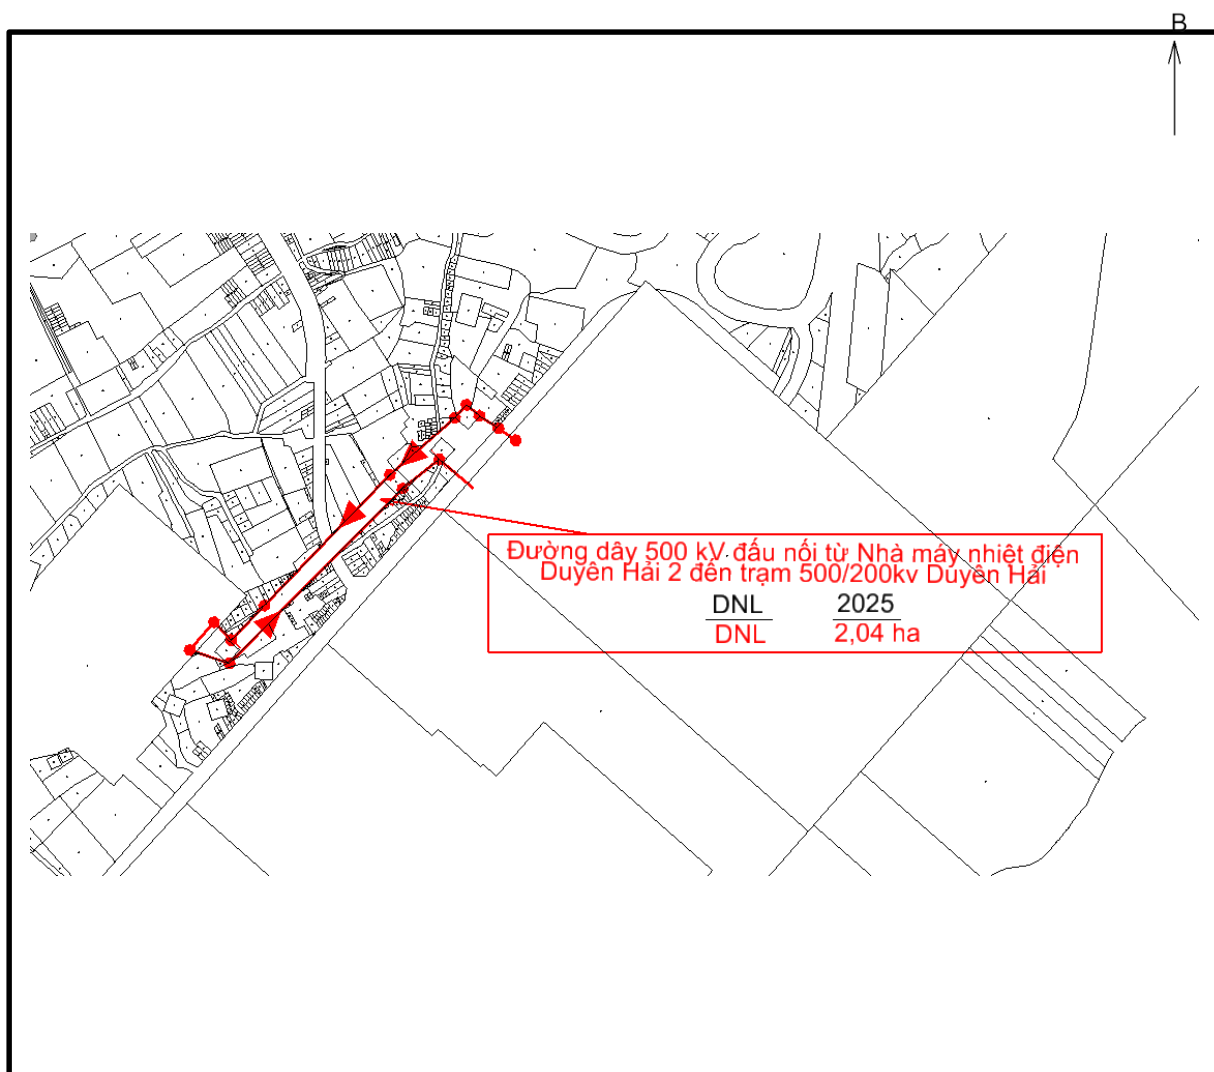 B
Đường dây 500 kV đấu nối từ Nhà máy nhiệt điện
Duyên Hải 2 đến trạm 500/200kv Duyên Hải
DNL 2025
DNL 2,04 ha